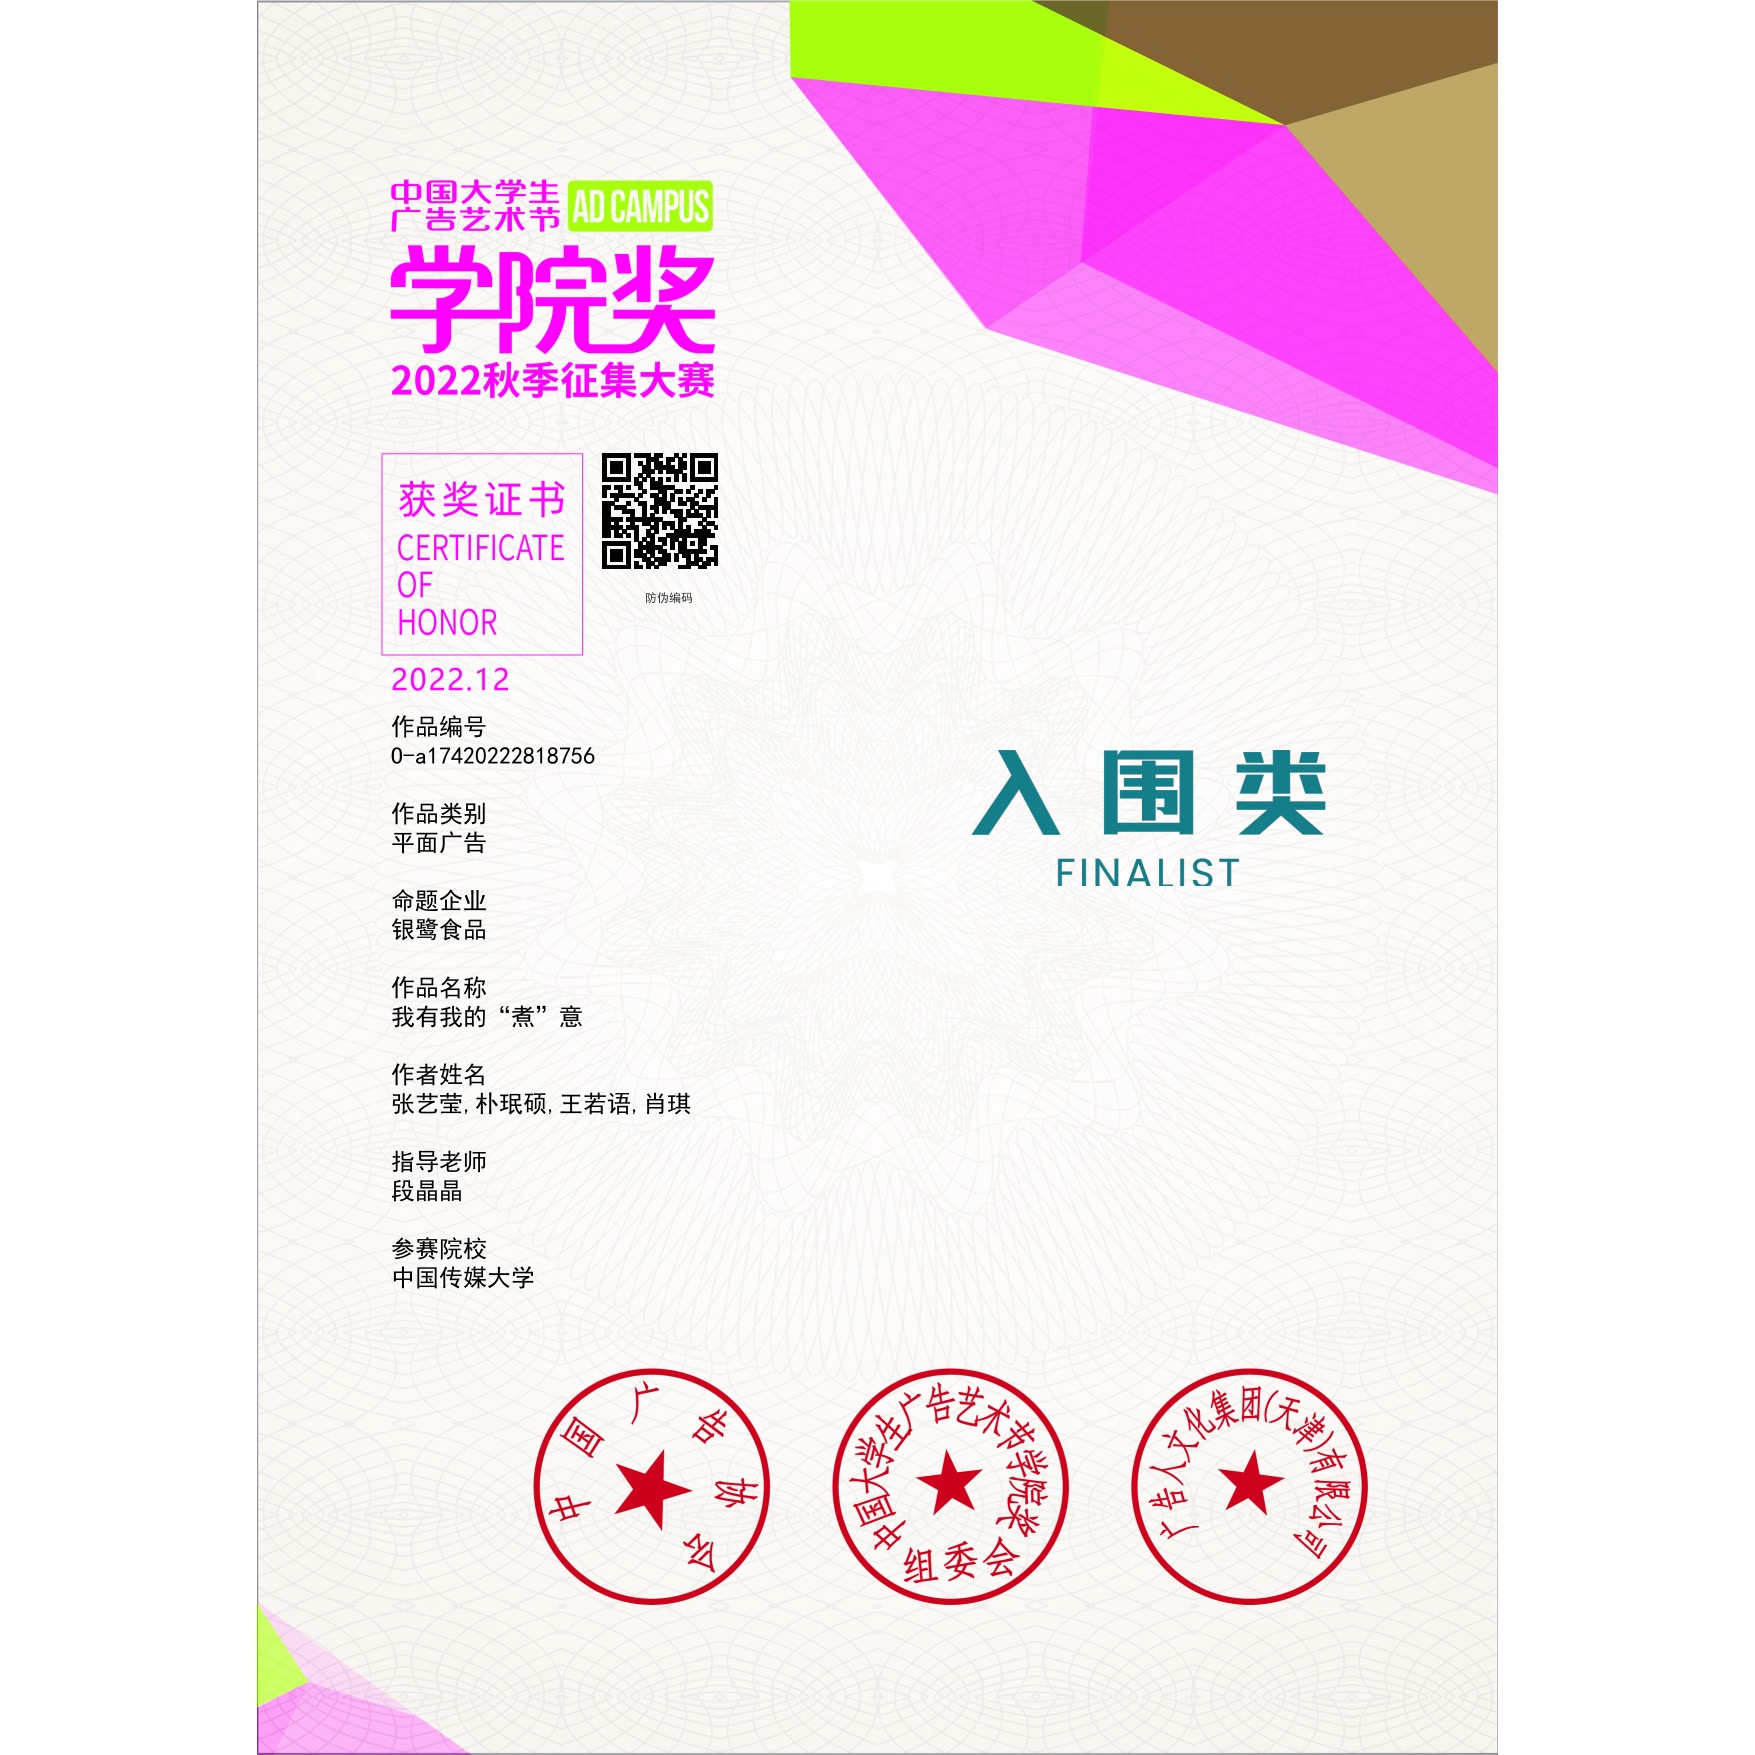 中国大学生
广告艺术节
AD CAMPUS
学院奖
2022秋季征集大赛
获奖证书
CERTIFICATE
OF
HONOR
防伪编码
2022.12
作品编号
0-a17420222818756
作品类别
平面广告
命题企业
银鹭食品
作品名称
我有我的“煮”意
作者姓名
张艺莹,朴珉硕,王若语,肖琪
指导老师
段晶晶
参赛院校
中国传媒大学
入围类
FINALIST
中国广告协会
中国大学生广告艺术节学院奖
组委会
广告人文化集团(天津)有限公司